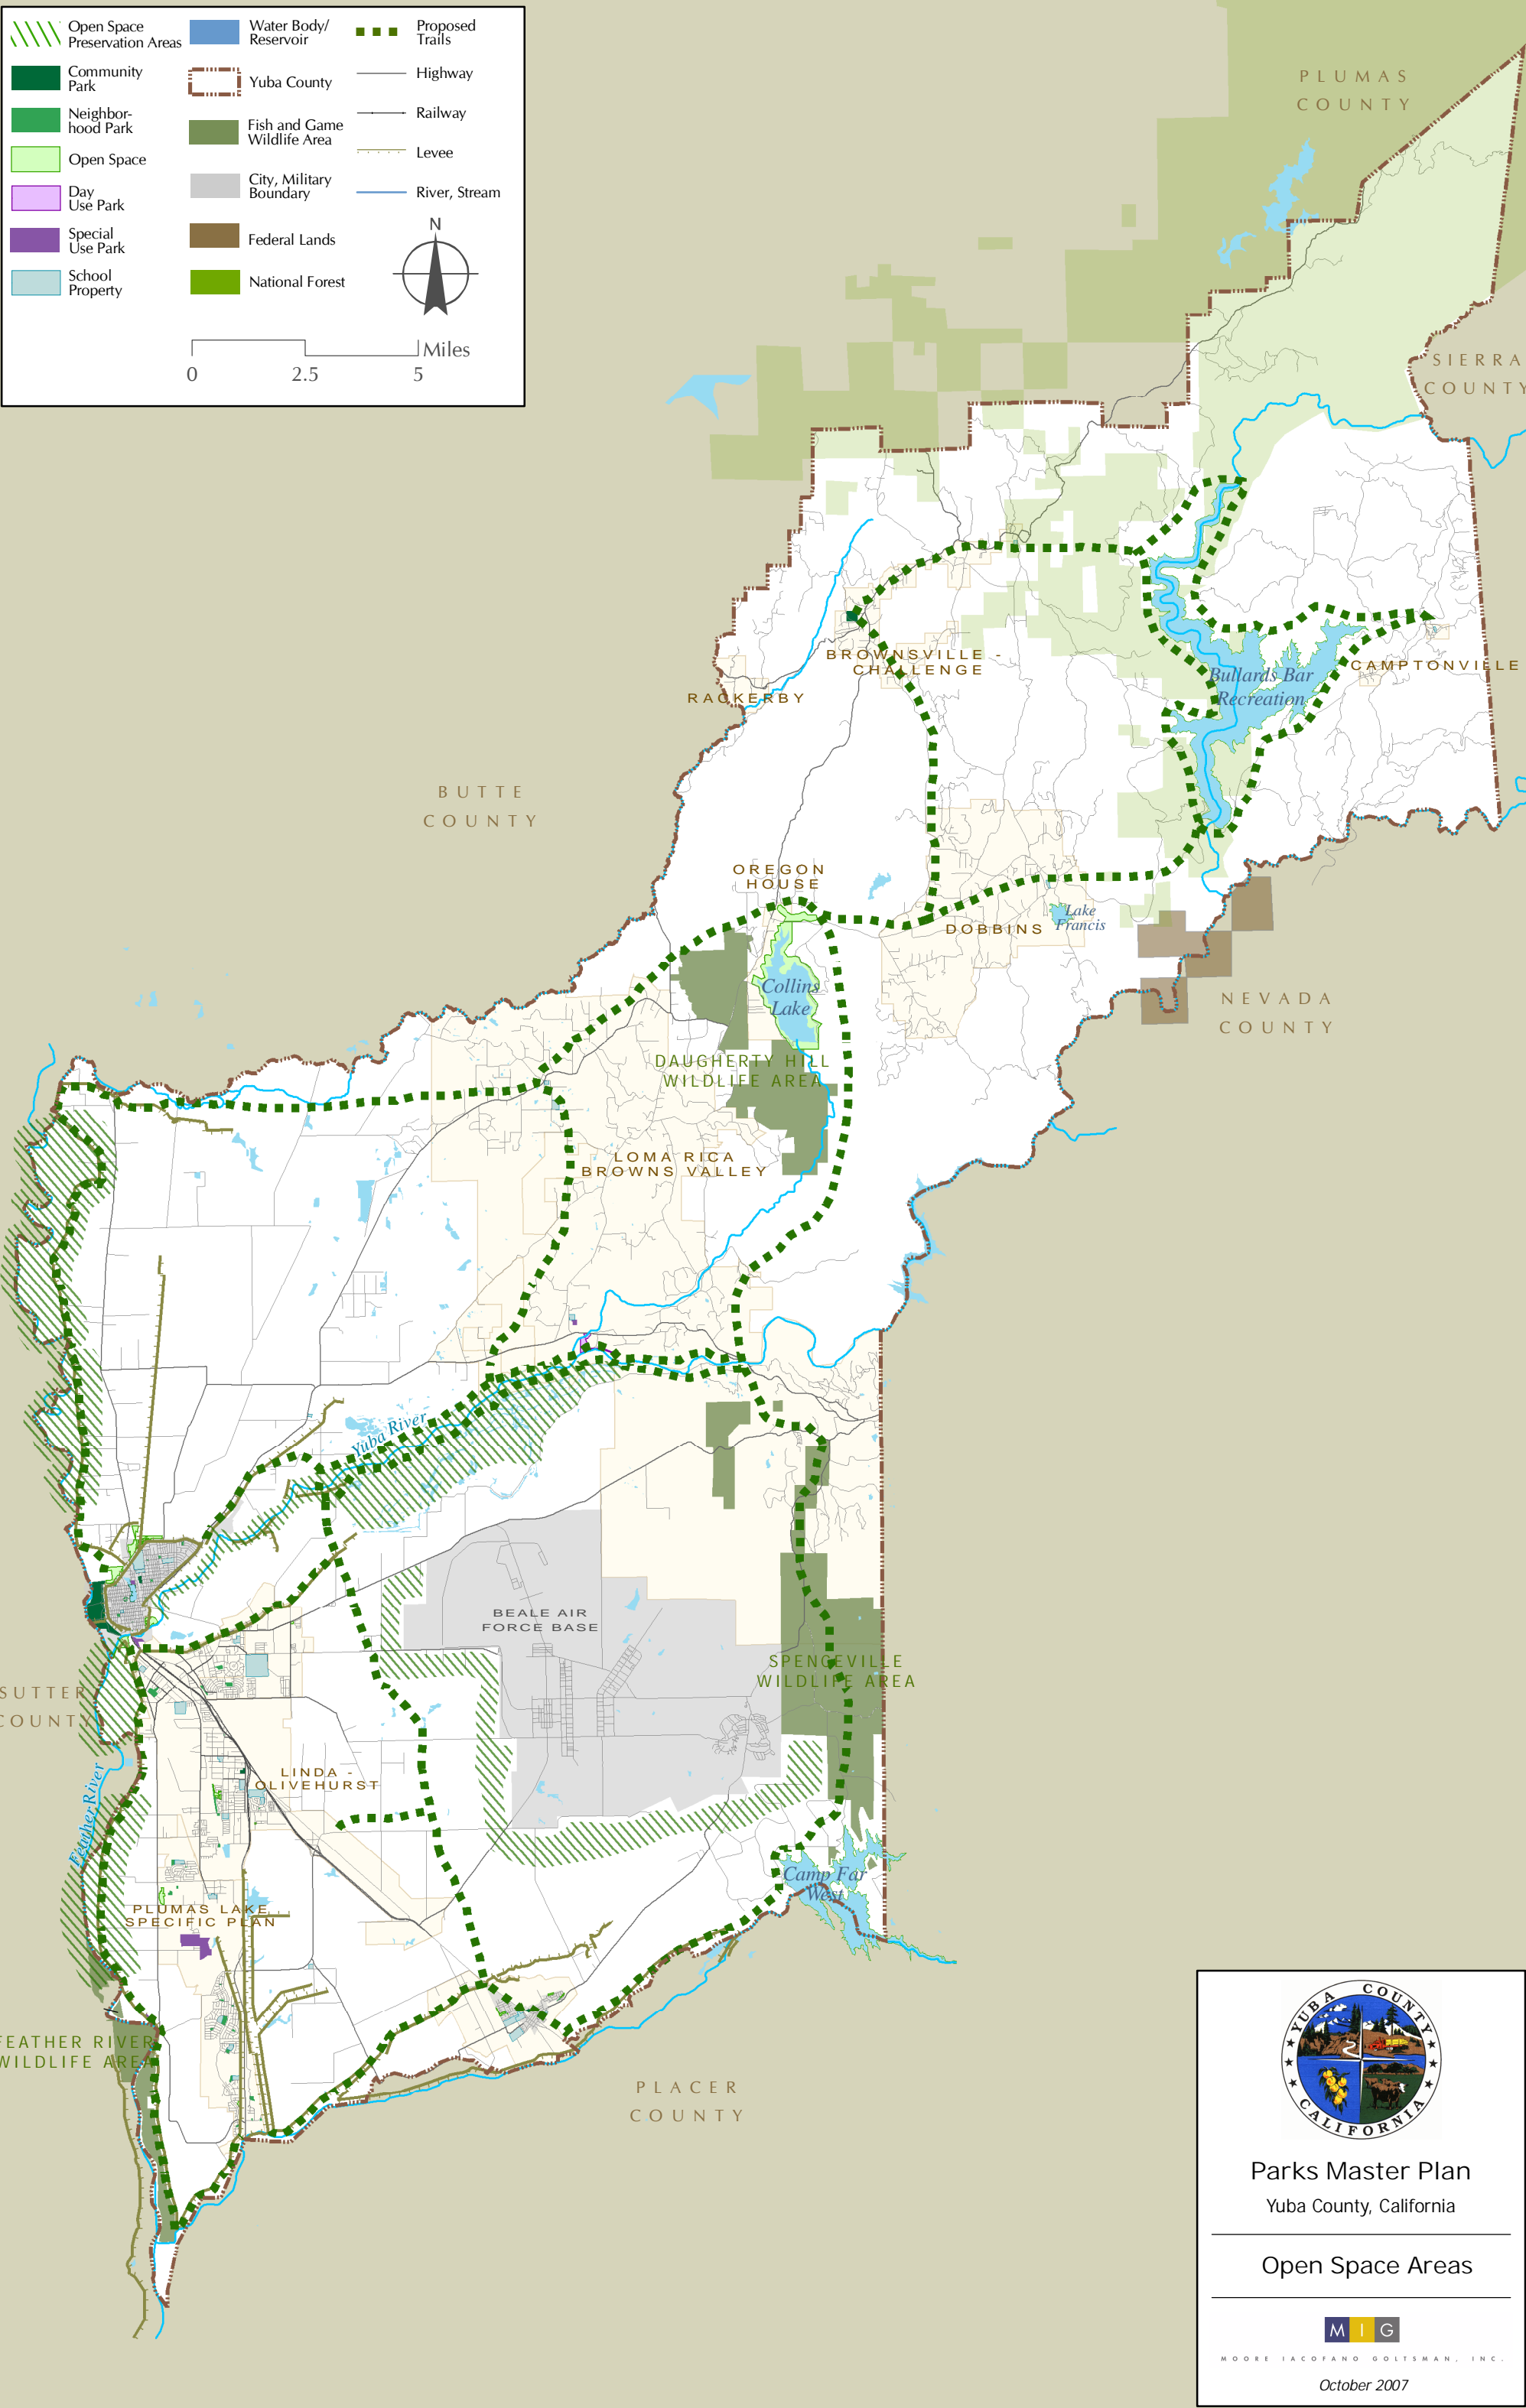 Open Space
Preservation Areas
Community
Park
Neighbor-
hood Park
Open Space
Day
Use Park
Special
Use Park
School
Property
Water Body/
Reservoir
Yuba County
Fish and Game
Wildlife Area
City, Military
Boundary
Federal Lands
National Forest
Proposed
Trails
Highway
Railway
Levee
River, Stream
N
Miles
0 2.5 5
PLUMAS
COUNTY
SIERRA
COUNTY
BROWNSVILLE -
CHALLENGE
RACKERBY
Bullards Bar
Recreation
CAMPTONVILLE
BUTTE
COUNTY
OREGON
HOUSE
DOBBINS
Lake
Francis
Collins
Lake
NEVADA
COUNTY
DAUGHERTY HILL
WILDLIFE AREA
LOMA RICA
BROWNS VALLEY
Yuba River
BEALE AIR
FORCE BASE
SPENCEVILLE
WILDLIFE AREA
SUTTER
COUNTY
LINDA -
OLIVEHURST
Feather River
Camp Far
West
PLUMAS LAKE
SPECIFIC PLAN
FEATHER RIVER
WILDLIFE AREA
PLACER
COUNTY
YUBA COUNTY
CALIFORNIA
Parks Master Plan
Yuba County, California
Open Space Areas
M I G
MOORE IACOFANO GOLTSMAN, INC.
October 2007